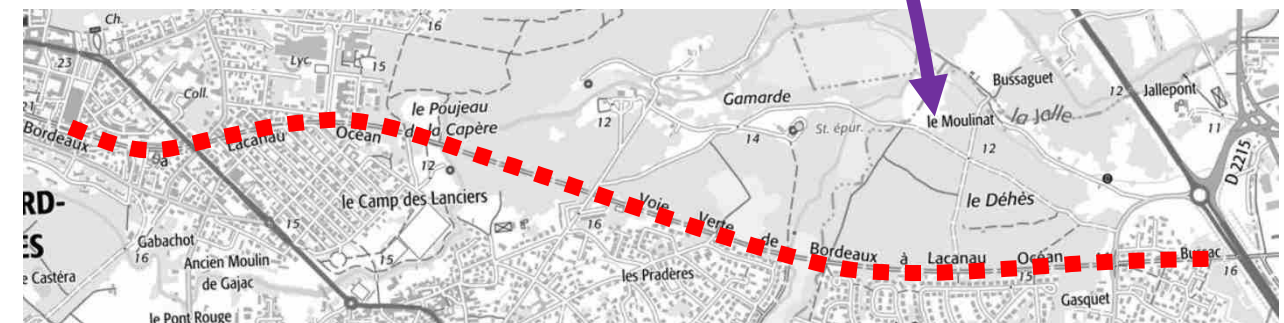 Ch.
23
16
Lyc.
15
Coll.
21
le Poujeau
de la Capère
12
Bordeaux
à
Lacanau
Océan
12
Gamarde
14
St. épur.
Bussaguet
le Moulinat
la Jalle
12
12
Jallepont
11
D 2215
RD-
ES
le Camp des Lanciers
le Déhès
Voie Verte de Bordeaux à Lacanau Océan
15
16
Gabachot
16
15
15
Ancien Moulin
de Gajac
e Castéra
le Pont Rouge
les Pradères
Gasquet
16